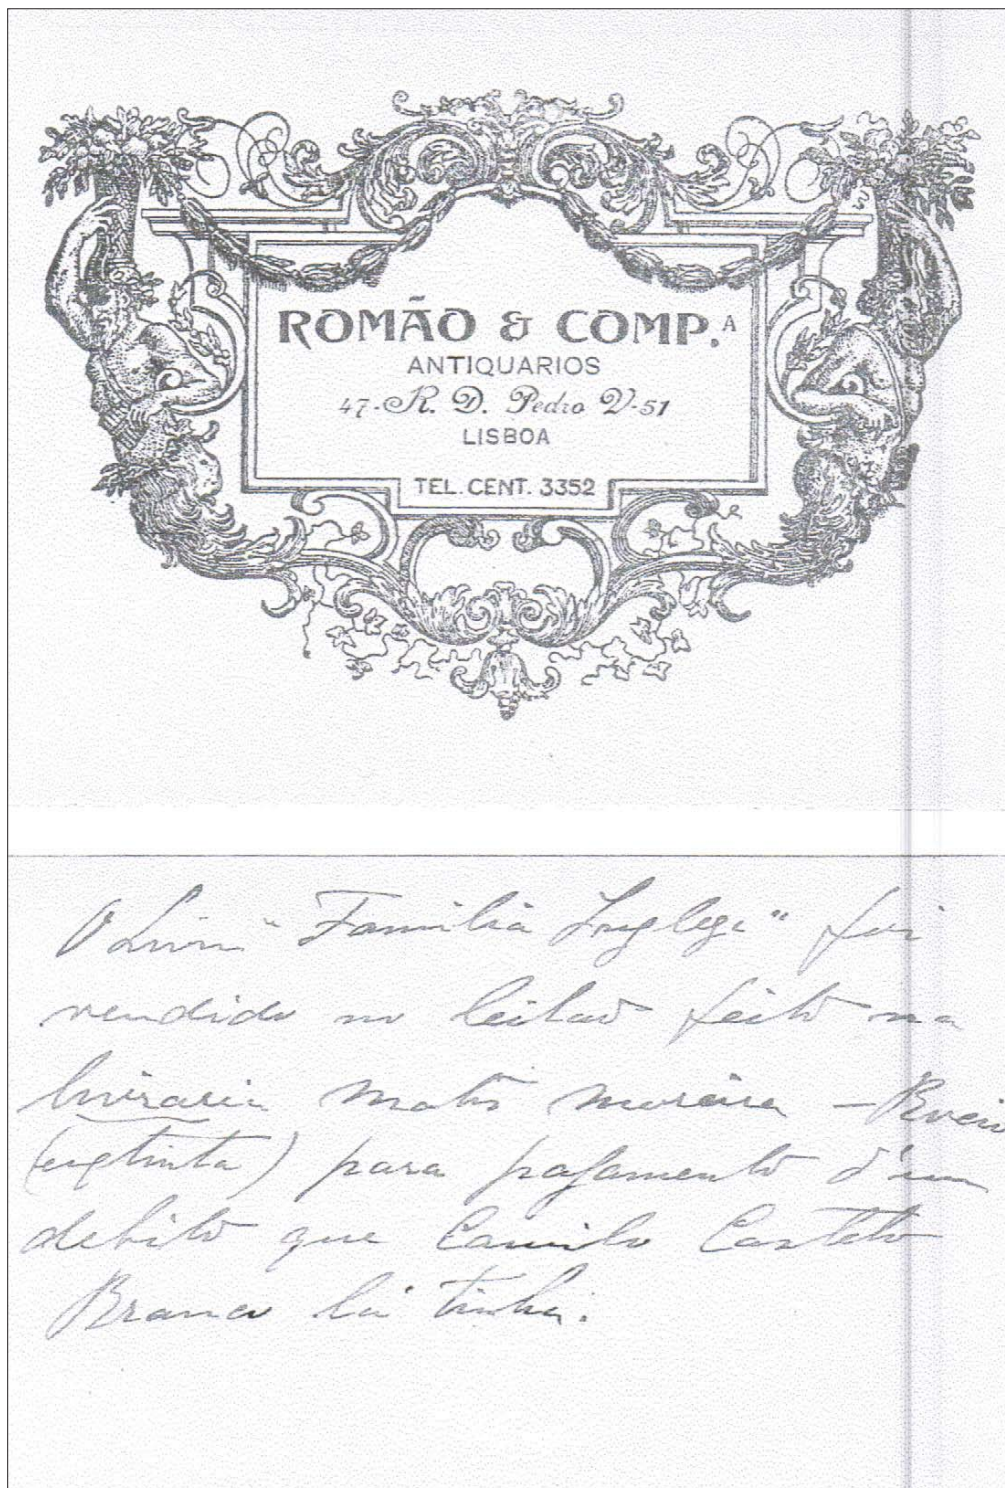 ROMÃO & COMP.A
ANTIQUARIOS
47-R. D. Pedro V-51
LISBOA
TEL. CENT. 3352
O Livro "Familia Ingleza" foi
vendido no leilão feito na
livraria Matos Moreira –
(extinta) para pagamento d'um
debito que Camilo Castelo
Branco lá tinha.